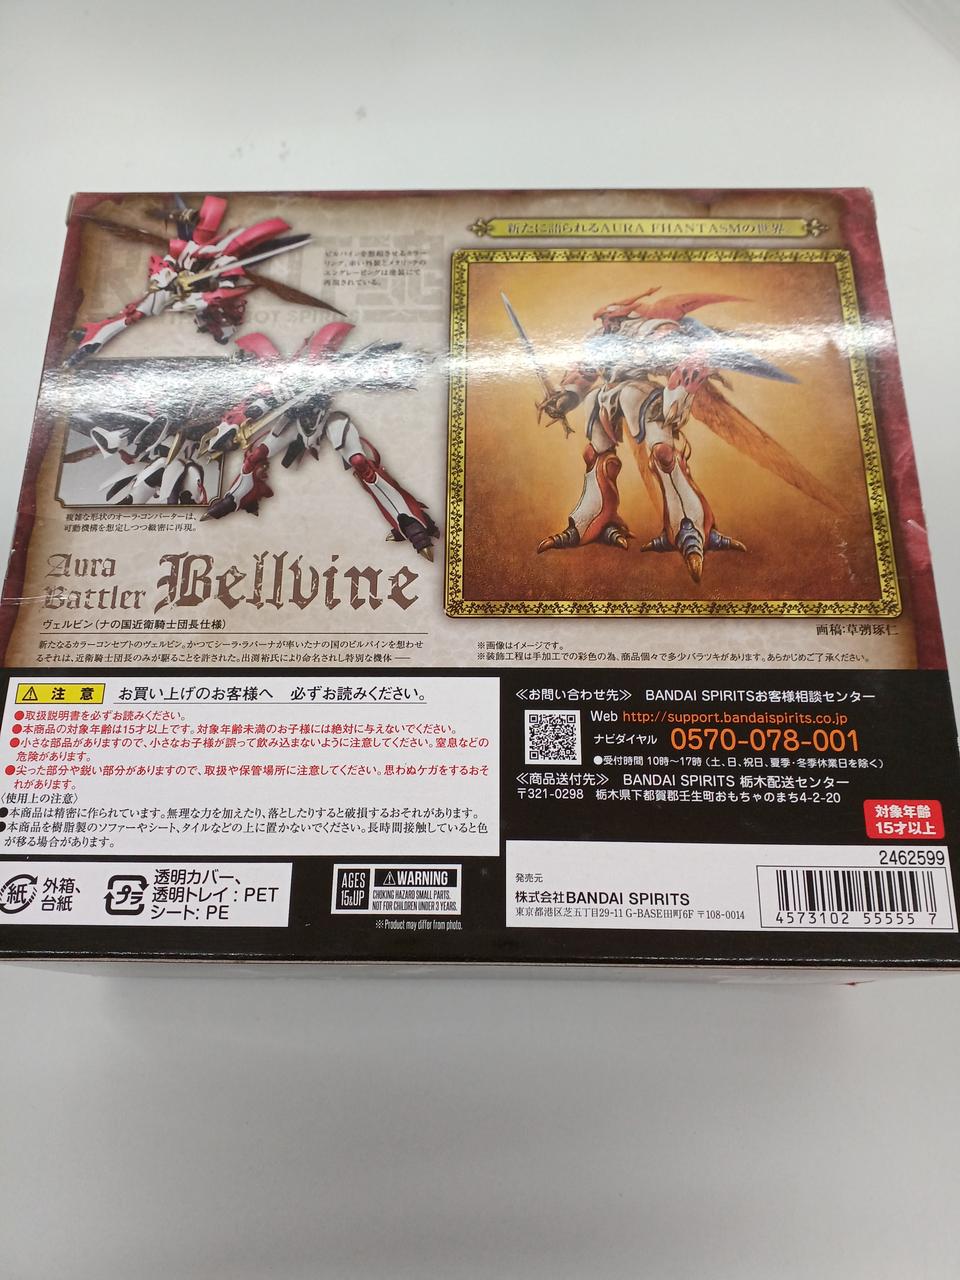 新たに語られるAURA FHANTASMの世界
ビルバインを想起させるカラー
リング。赤い外装とメタリックの
エングレービングは塗装にて
再現されている。
複雑な形状のオーラ・コンバーターは、
可動機構を想定しつつ緻密に再現。
Aura
Battler Bellvine
ヴェルビン(ナの国近衛騎士団長仕様)
新たなるカラーコンセプトのヴェルビン。かつてシーラ・ラパーナが率いたナの国のビルバインを想わせ
るそれは、近衛騎士団長のみが駆ることを許された。出渕裕氏により命名されし特別な機体 ──
画稿:草彅琢仁
※画像はイメージです。
※装飾工程は手加工での彩色の為、商品個々で多少バラツキがあります。あらかじめご了承ください。
⚠ 注 意 お買い上げのお客様へ 必ずお読みください。
●取扱説明書を必ずお読みください。
●本商品の対象年齢は15才以上です。対象年齢未満のお子様には絶対に与えないでください。
●小さな部品がありますので、小さなお子様が誤って飲み込まないように注意してください。窒息などの
危険があります。
●尖った部分や鋭い部分がありますので、取扱や保管場所に注意してください。思わぬケガをするおそ
れがあります。
〈使用上の注意〉
●本商品は精密に作られています。無理な力を加えたり、落としたりすると破損するおそれがあります。
●本商品を樹脂製のソファーやシート、タイルなどの上に置かないでください。長時間接触していると色
が移る場合があります。
≪お問い合わせ先≫ BANDAI SPIRITSお客様相談センター
Web http://support.bandaispirits.co.jp
ナビダイヤル 0570-078-001
●受付時間 10時〜17時(土、日、祝日、夏季・冬季休業日を除く)
≪商品送付先≫ BANDAI SPIRITS 栃木配送センター
〒321-0298 栃木県下都賀郡壬生町おもちゃのまち4-2-20
対象年齢
15才以上
紙 外箱、
台紙
プラ 透明カバー、
透明トレイ : PET
シート: PE
AGES
15&UP
⚠WARNING
CHOKING HAZARD SMALL PARTS.
NOT FOR CHILDREN UNDER 3 YEARS.
※Product may differ from photo.
2462599
発売元
株式会社BANDAI SPIRITS
東京都港区芝五丁目29-11 G-BASE田町6F 〒108-0014
4573102 555557